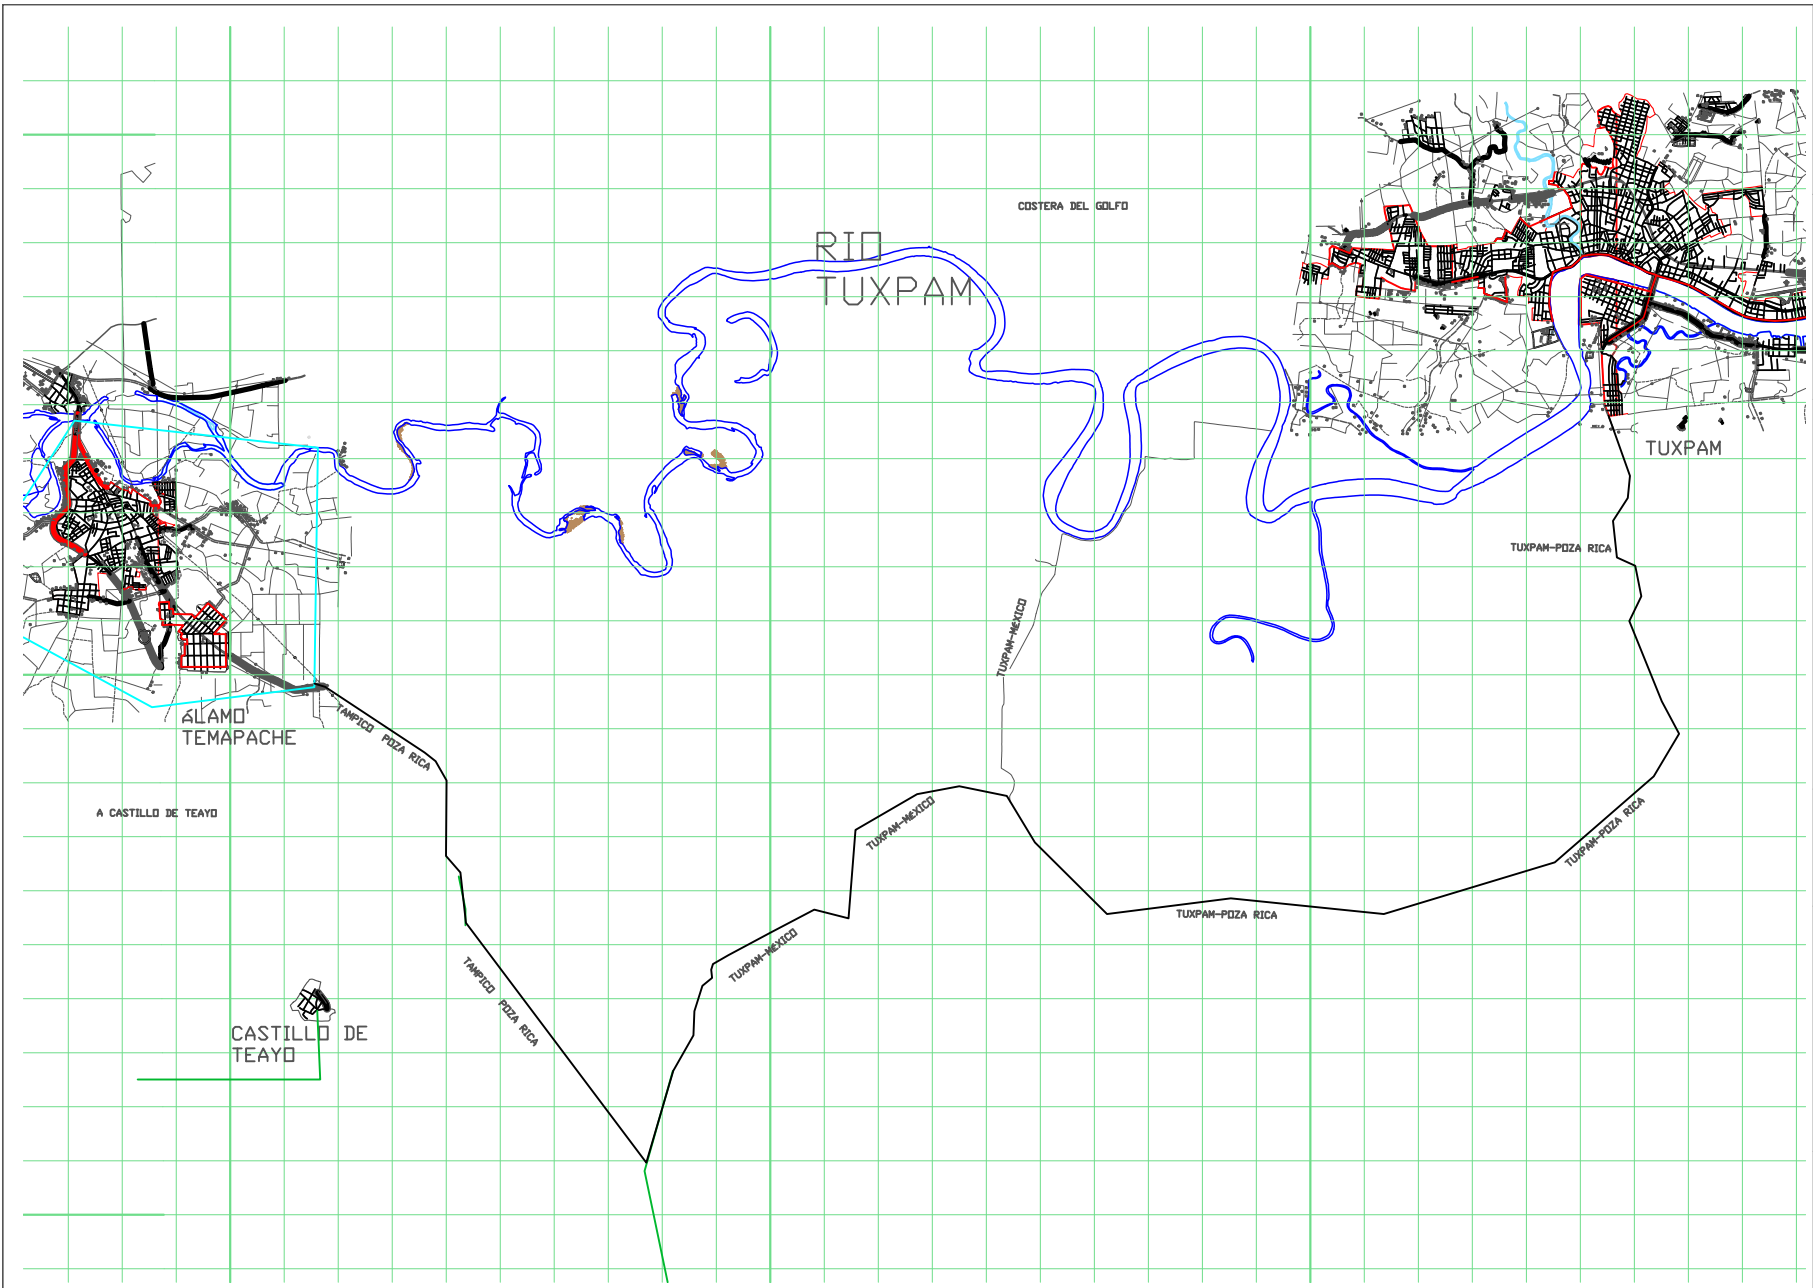 COSTERA DEL GOLFO
RIO
TUXPAM
TUXPAM
TUXPAM-POZA RICA
TUXPAM-MEXICO
ÁLAMO
TEMAPACHE
TAMPICO POZA RICA
A CASTILLO DE TEAYO
TUXPAM-MEXICO
TUXPAM-POZA RICA
TUXPAM-POZA RICA
TUXPAM-MEXICO
TAMPICO POZA RICA
CASTILLO DE
TEAYO